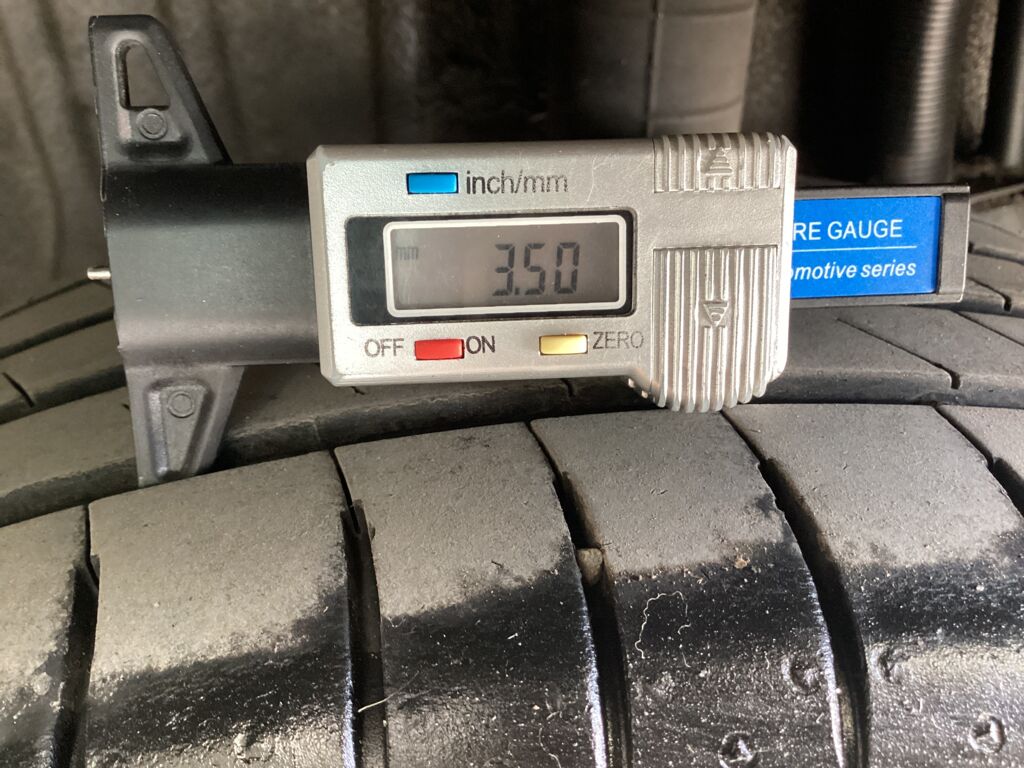 inch/mm
mm
3.50
OFF ON ZERO
RE GAUGE
omotive series